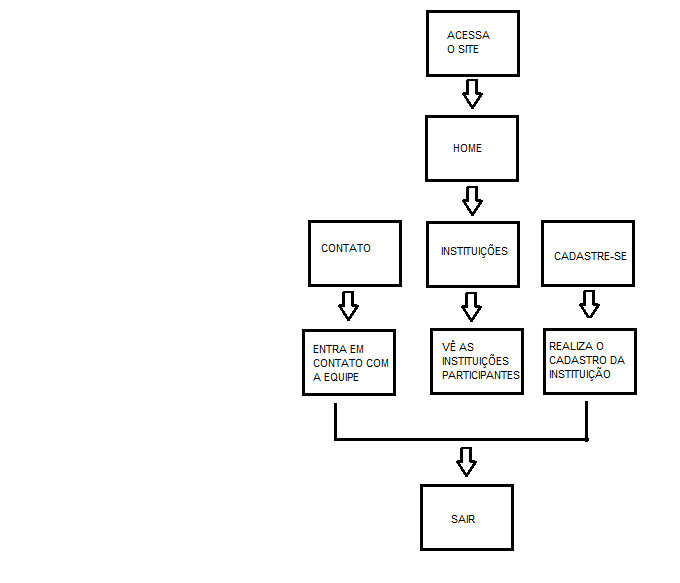 ACESSA
O SITE
HOME
CONTATO
INSTITUIÇÕES
CADASTRE-SE
ENTRA EM
CONTATO COM
A EQUIPE
VÊ AS
INSTITUIÇÕES
PARTICIPANTES
REALIZA O
CADASTRO DA
INSTITUIÇÃO
SAIR